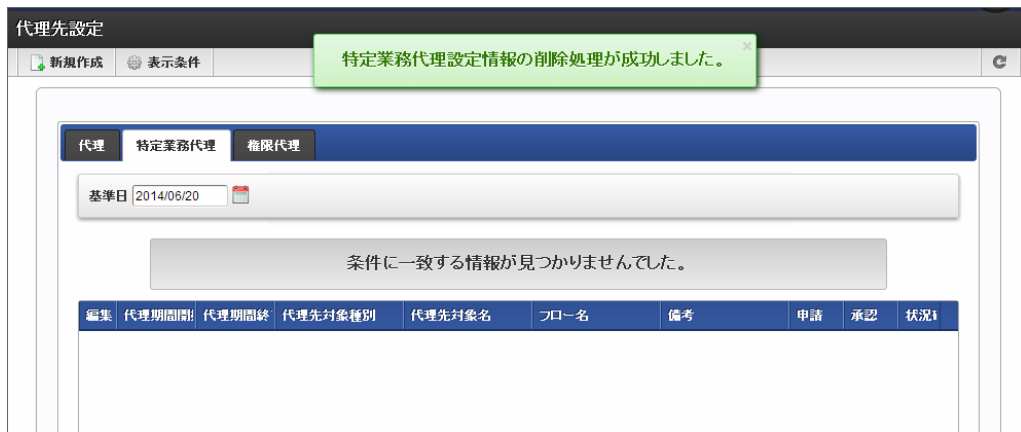 代理先設定
特定業務代理設定情報の削除処理が成功しました。
新規作成 表示条件
代理 特定業務代理 権限代理
基準日 2014/06/20
条件に一致する情報が見つかりませんでした。
編集 代理期間開 代理期間終 代理先対象種別 代理先対象名 フロー名 備考 申請 承認 状況